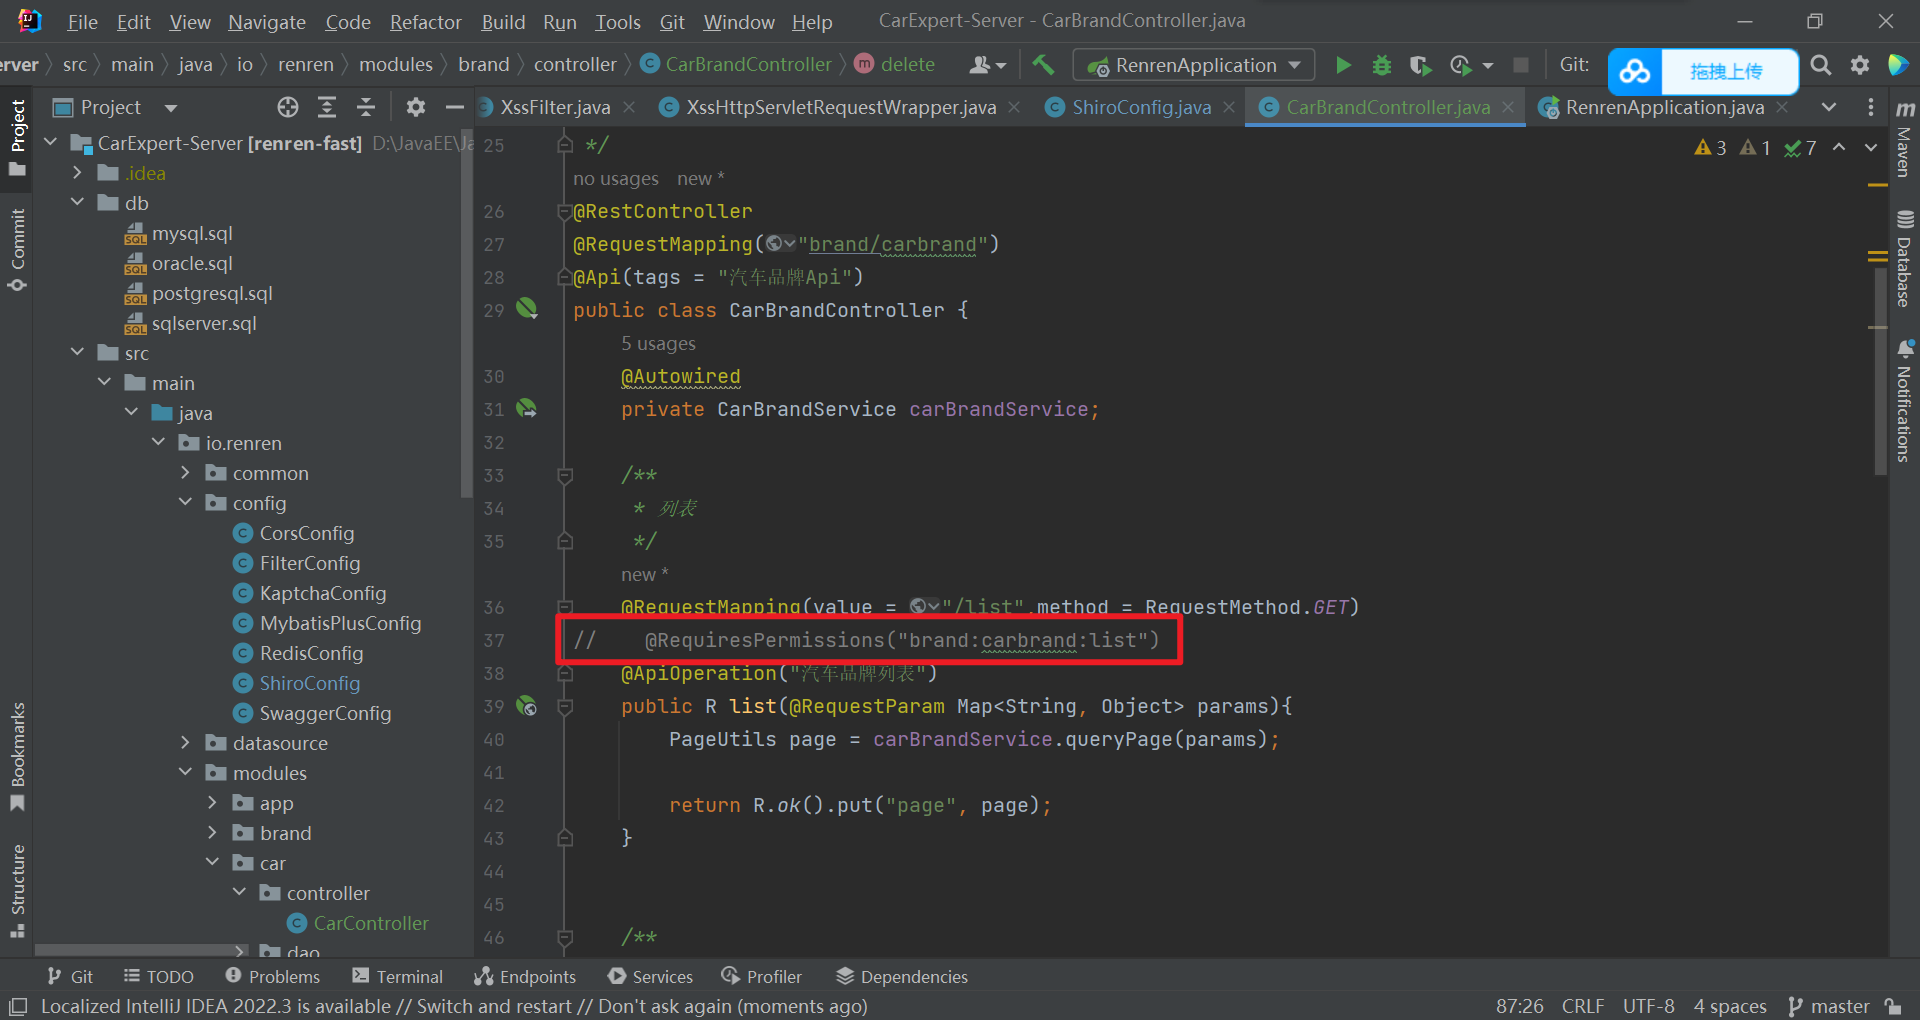 File Edit View Navigate Code Refactor Build Run Tools Git Window Help CarExpert-Server - CarBrandController.java
erver src main java io renren modules brand controller CarBrandController delete RenrenApplication Git: 拖拽上传
Project XssFilter.java XssHttpServletRequestWrapper.java ShiroConfig.java CarBrandController.java RenrenApplication.java
Project
Commit
Bookmarks
Structure
CarExpert-Server [renren-fast] D:\JavaEE\Ja
.idea
db
mysql.sql
oracle.sql
postgresql.sql
sqlserver.sql
src
main
java
io.renren
common
config
CorsConfig
FilterConfig
KaptchaConfig
MybatisPlusConfig
RedisConfig
ShiroConfig
SwaggerConfig
datasource
modules
app
brand
car
controller
CarController
dao
3 1 7
25 */
no usages new *
26 @RestController
27 @RequestMapping("brand/carbrand")
28 @Api(tags = "汽车品牌Api")
29 public class CarBrandController {
5 usages
30 @Autowired
31 private CarBrandService carBrandService;
32
33 /**
34 * 列表
35 */
new *
36 @RequestMapping(value = "/list",method = RequestMethod.GET)
37 // @RequiresPermissions("brand:carbrand:list")
38 @ApiOperation("汽车品牌列表")
39 public R list(@RequestParam Map<String, Object> params){
40 PageUtils page = carBrandService.queryPage(params);
41
42 return R.ok().put("page", page);
43 }
44
45
46 /**
Maven
Database
Notifications
Git TODO Problems Terminal Endpoints Services Profiler Dependencies
Localized IntelliJ IDEA 2022.3 is available // Switch and restart // Don't ask again (moments ago) 87:26 CRLF UTF-8 4 spaces master